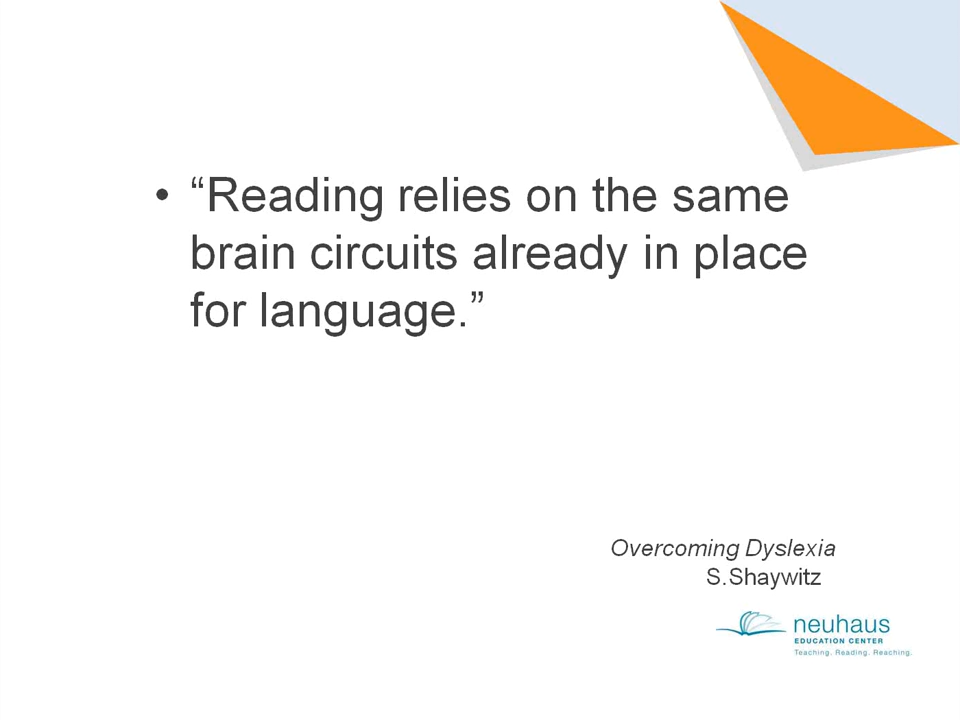 • “Reading relies on the same
brain circuits already in place
for language.”
Overcoming Dyslexia
S.Shaywitz
neuhaus
EDUCATION CENTER
Teaching. Reading. Reaching.